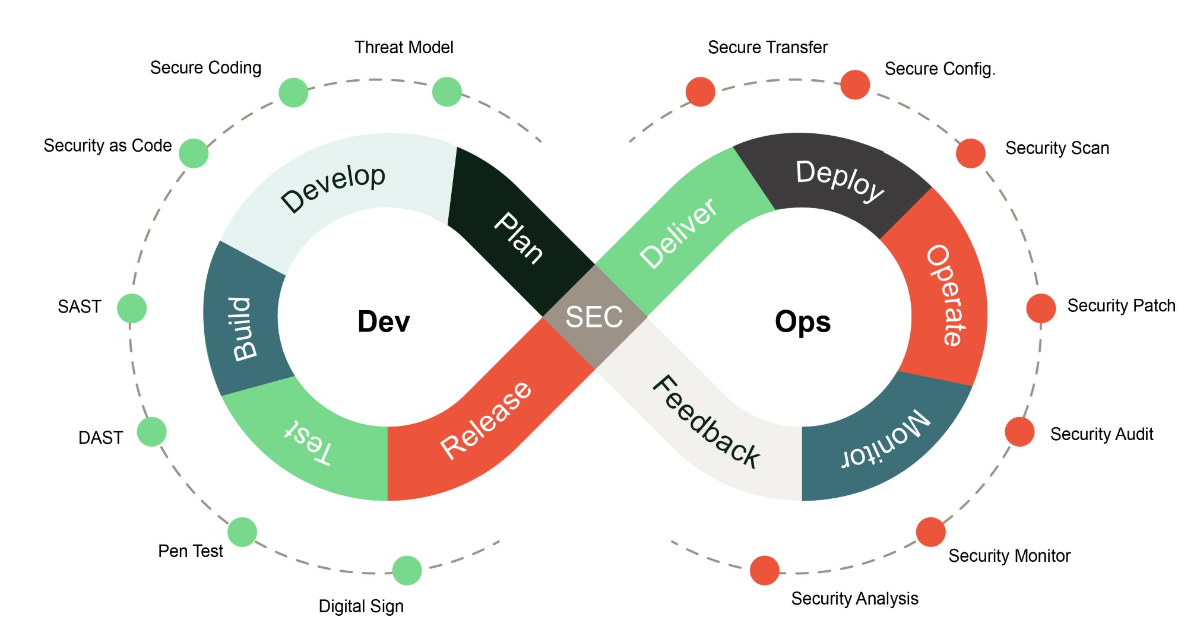 Threat Model
Secure Transfer
Secure Coding
Secure Config.
Security as Code
Security Scan
Develop
Plan
Deliver
Deploy
Operate
SAST
Build
Dev
SEC
Ops
Security Patch
Test
Release
Feedback
Monitor
DAST
Security Audit
Pen Test
Security Monitor
Digital Sign
Security Analysis